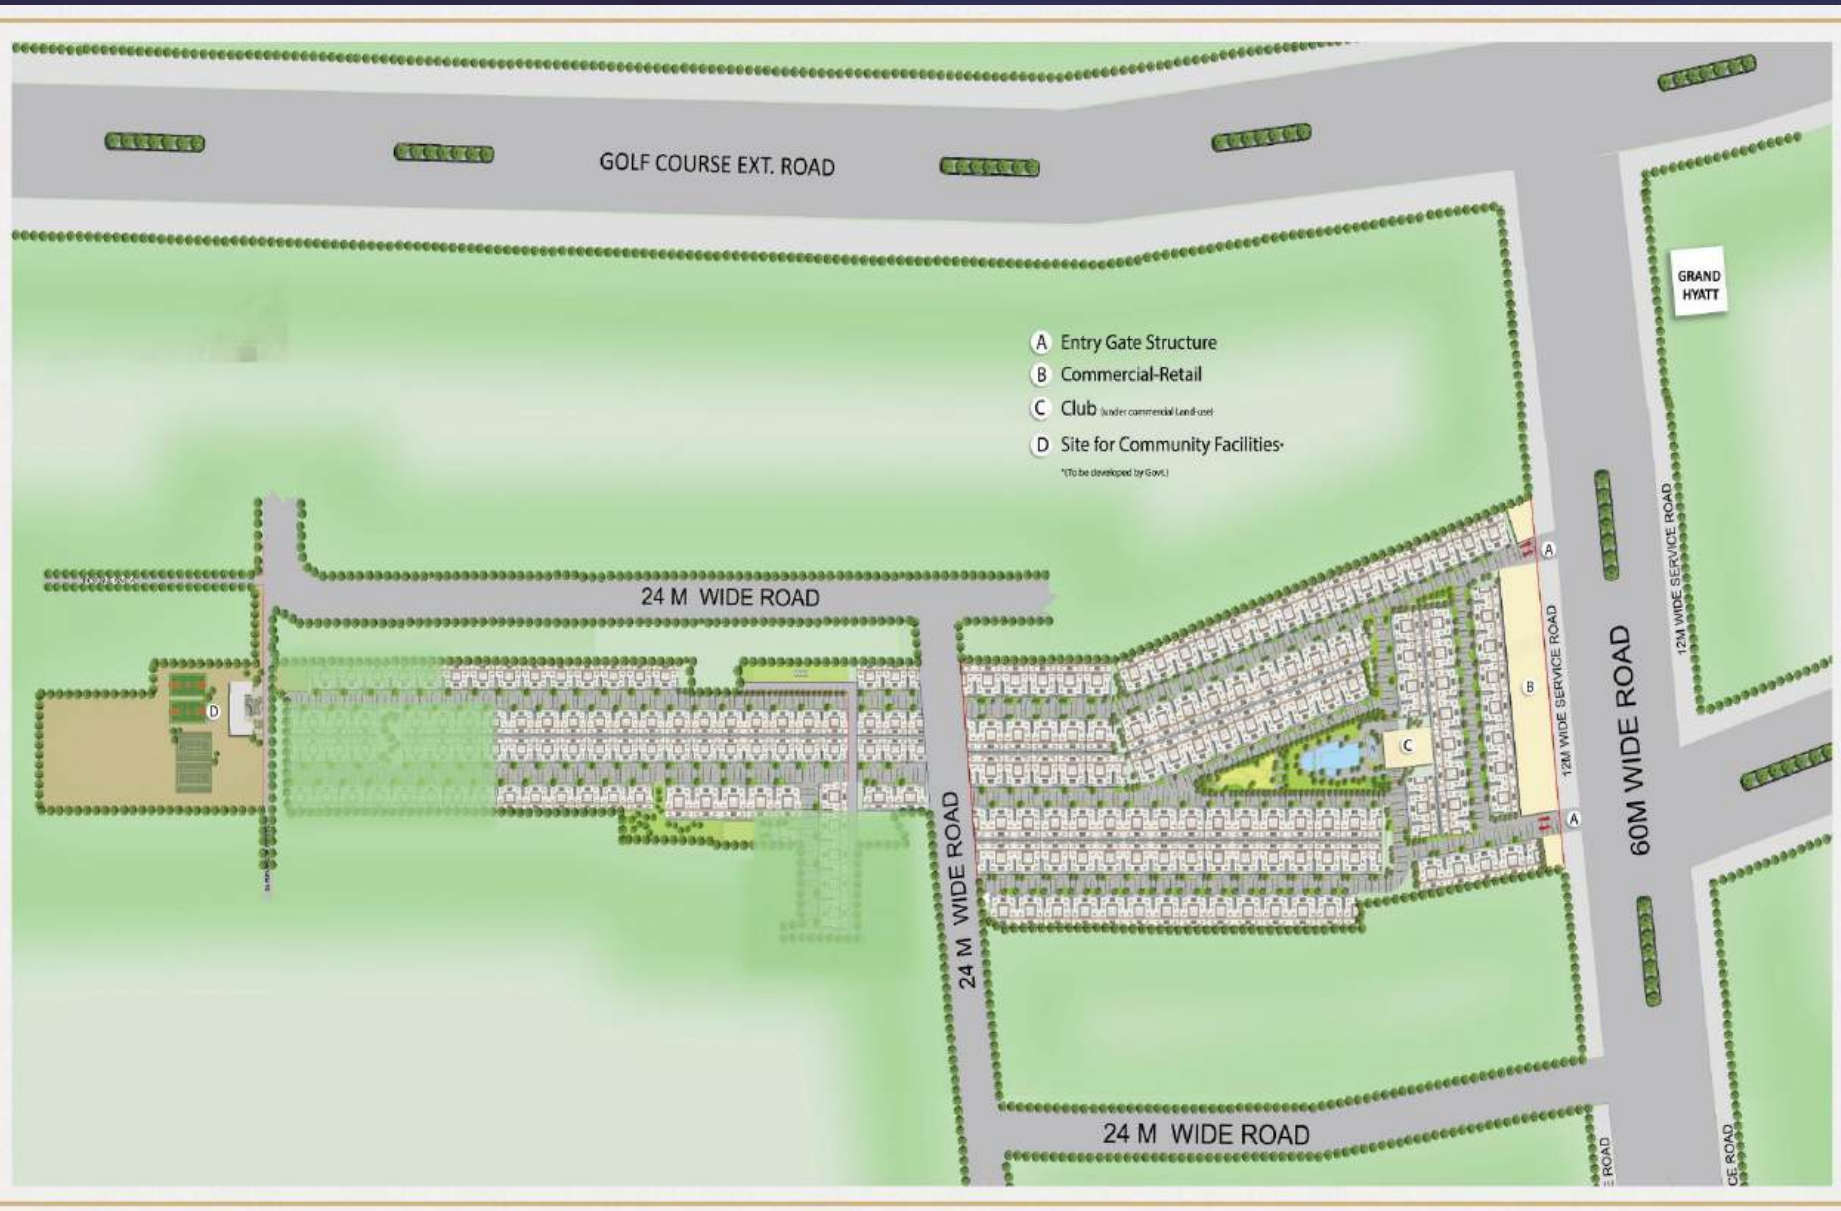 GOLF COURSE EXT. ROAD
GRAND
HYATT
A Entry Gate Structure
B Commercial-Retail
C Club (under commercial Land-use)
D Site for Community Facilities*
*(To be developed by Govt.)
12M WIDE SERVICE ROAD
A
24 M WIDE ROAD
12M WIDE SERVICE ROAD
60M WIDE ROAD
B
D
C
A
24 M WIDE ROAD
24 M WIDE ROAD
E ROAD
CE ROAD